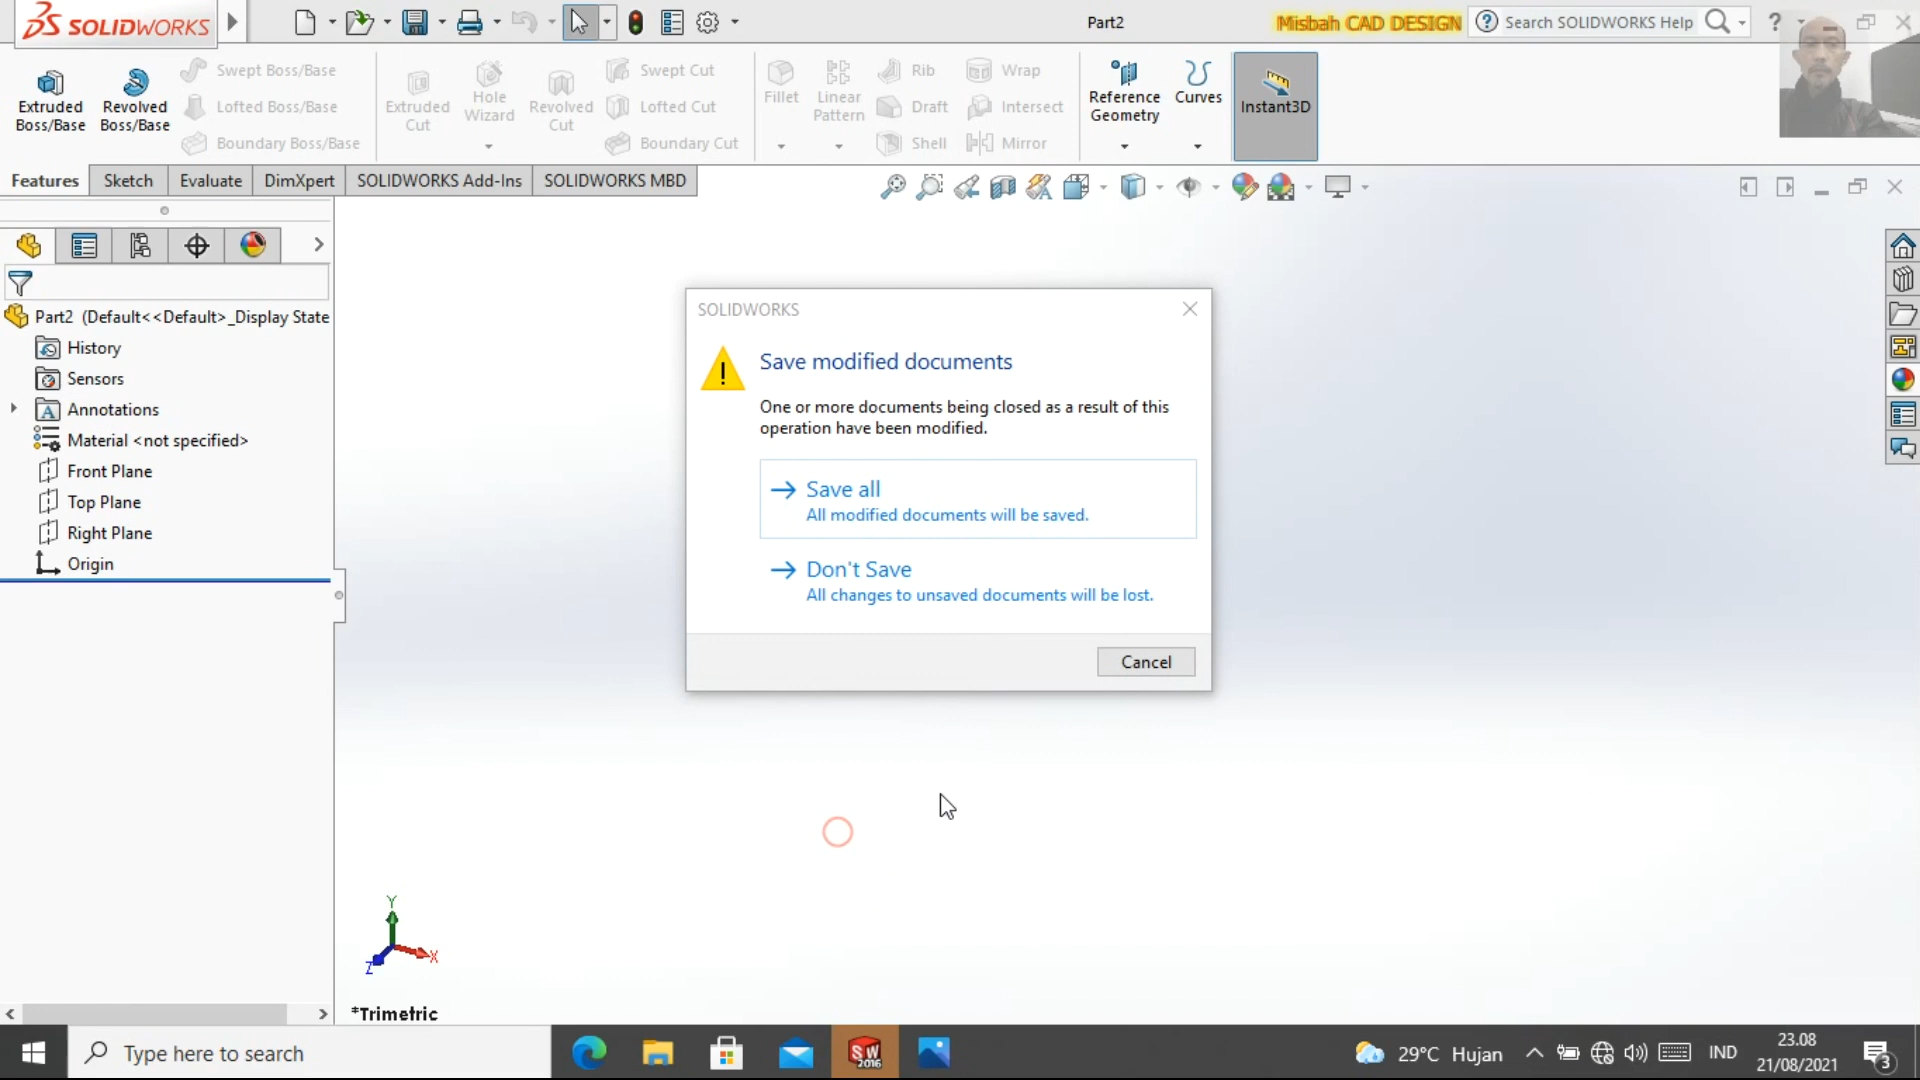 SOLIDWORKS
Part2
Misbah CAD DESIGN
Search SOLIDWORKS Help
?
Extruded
Boss/Base
Revolved
Boss/Base
Swept Boss/Base
Lofted Boss/Base
Boundary Boss/Base
Extruded
Cut
Hole
Wizard
Revolved
Cut
Swept Cut
Lofted Cut
Boundary Cut
Fillet
Linear
Pattern
Rib
Draft
Shell
Wrap
Intersect
Mirror
Reference
Geometry
Curves
Instant3D
Features
Sketch
Evaluate
DimXpert
SOLIDWORKS Add-Ins
SOLIDWORKS MBD
Part2 (Default<<Default>_Display State
History
Sensors
Annotations
Material <not specified>
Front Plane
Top Plane
Right Plane
Origin
SOLIDWORKS
Save modified documents
One or more documents being closed as a result of this
operation have been modified.
Save all
All modified documents will be saved.
Don't Save
All changes to unsaved documents will be lost.
Cancel
Y
X
Z
*Trimetric
Type here to search
SW
2016
29°C Hujan
IND
23.08
21/08/2021
3